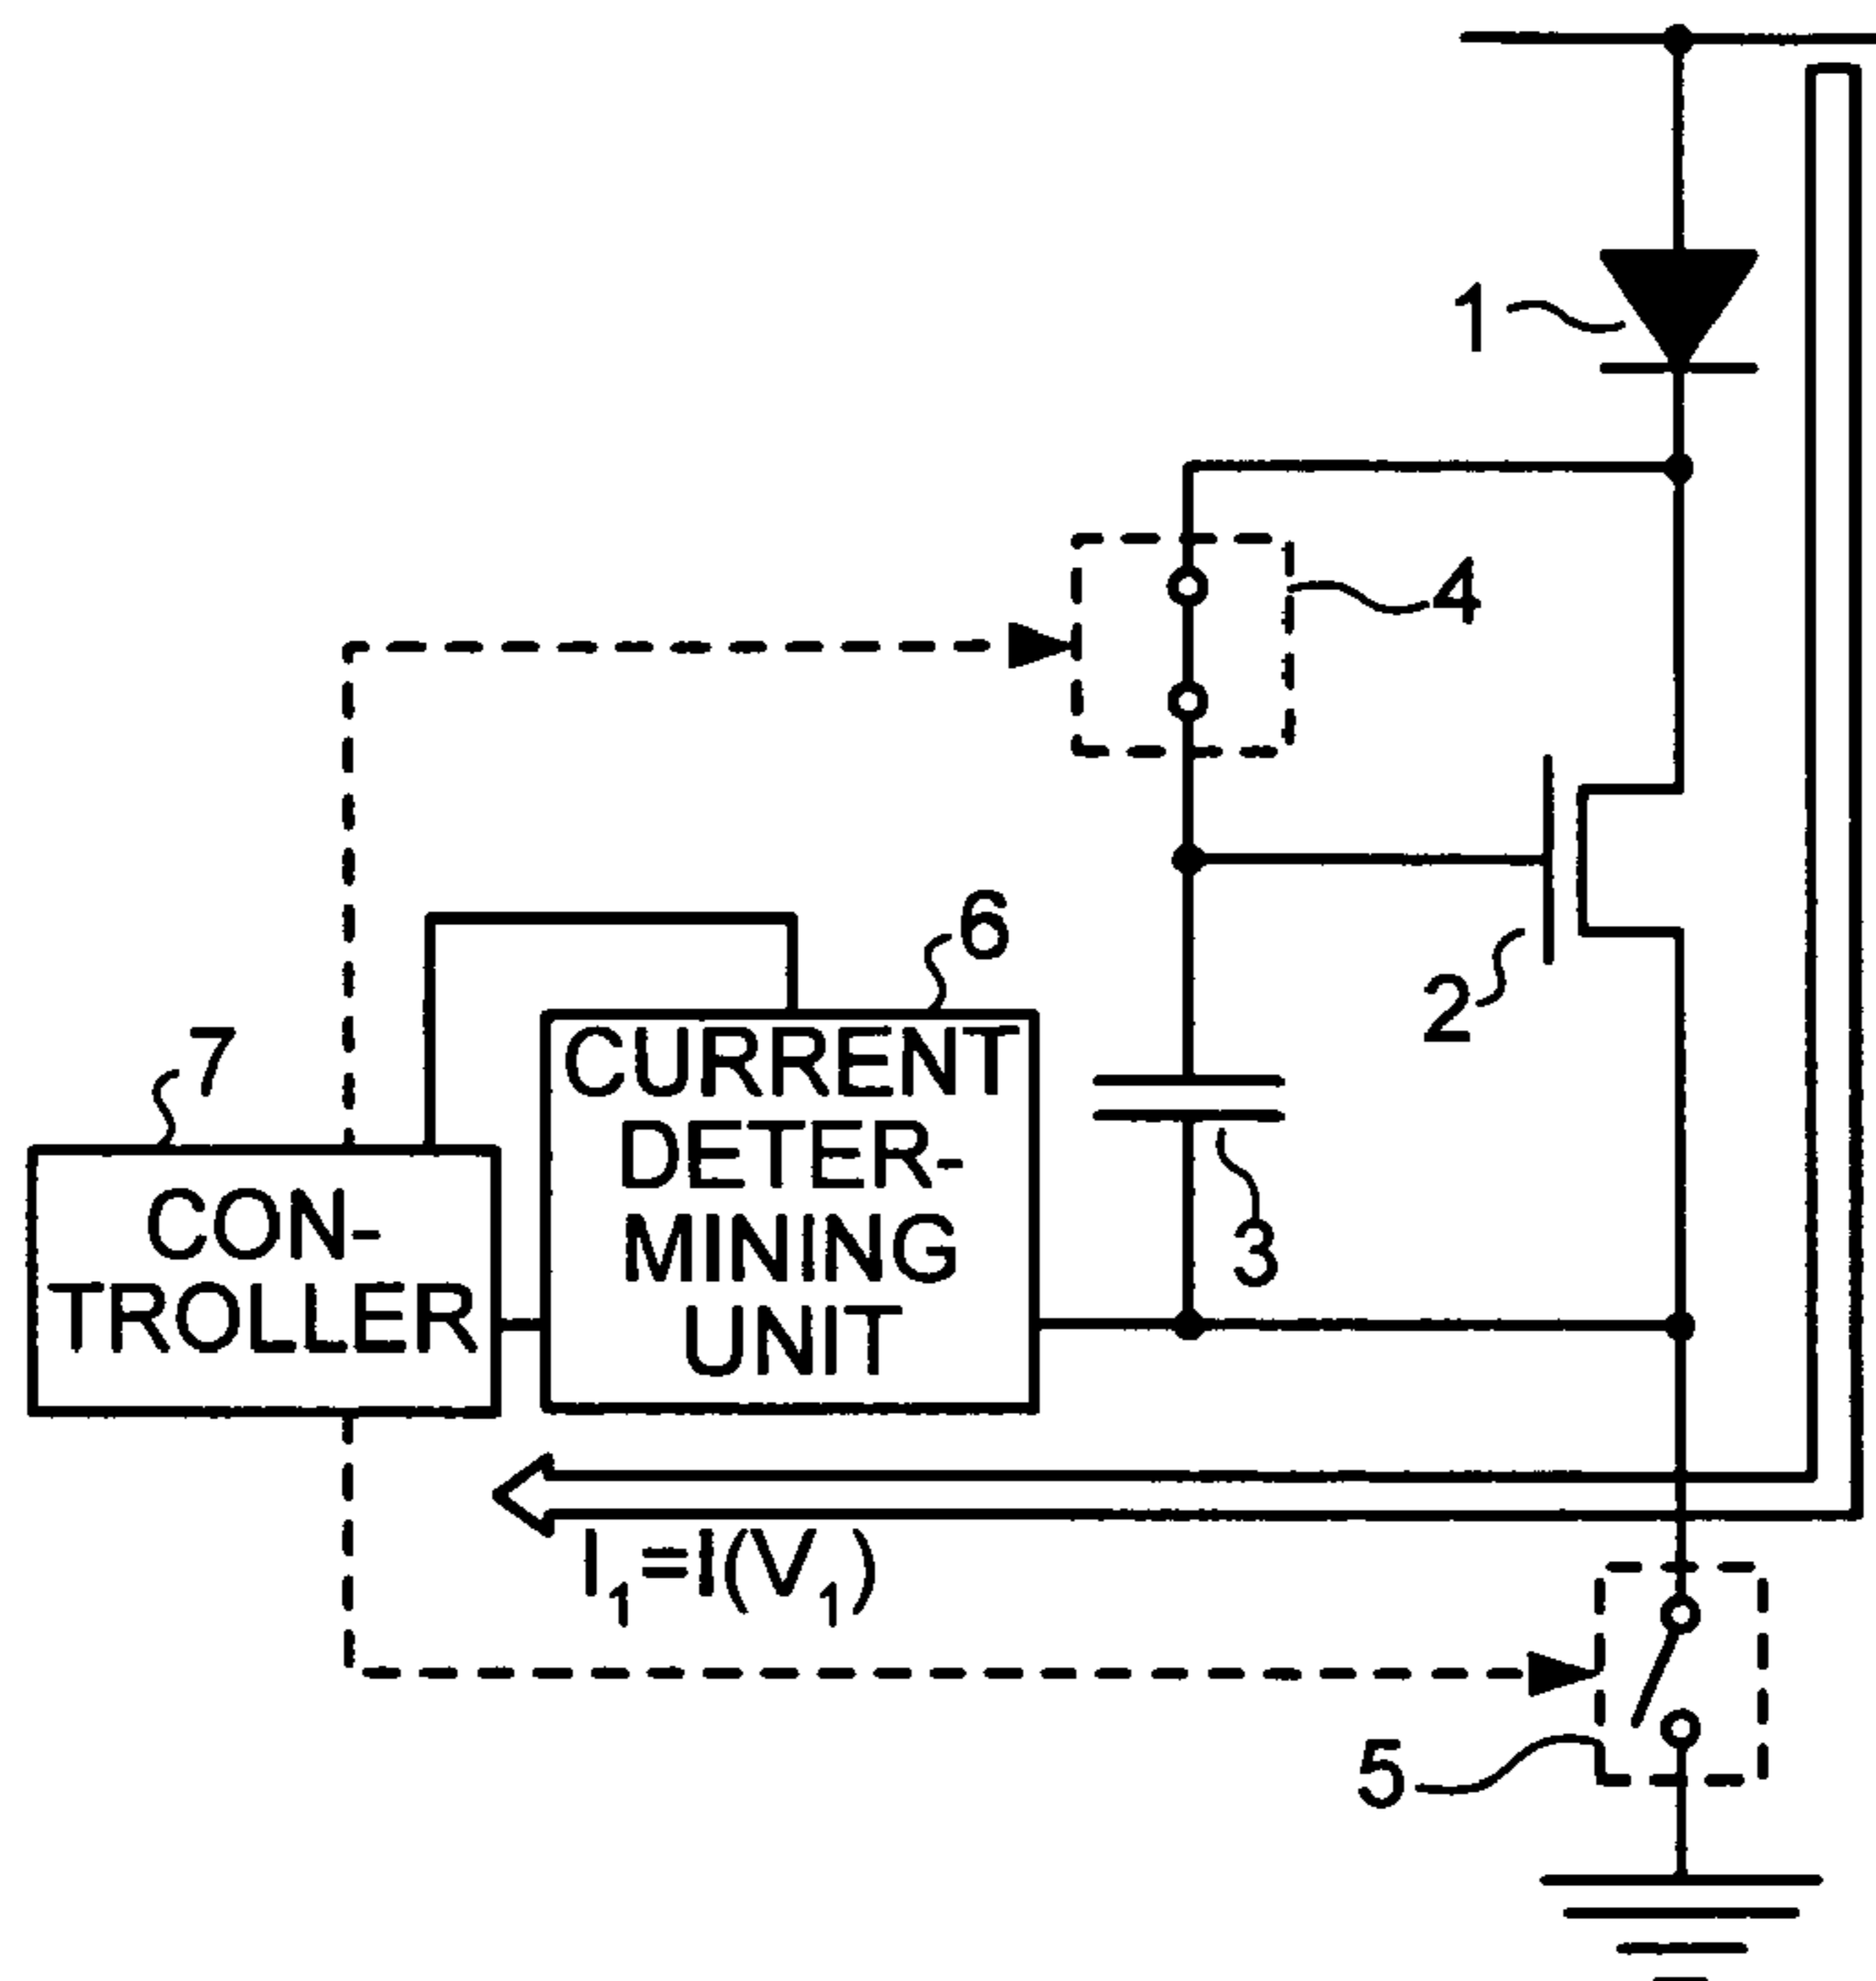 1
4
6
2
7
CURRENT
DETER-
MINING
UNIT
CON-
TROLLER
3
I₁=I(V₁)
5